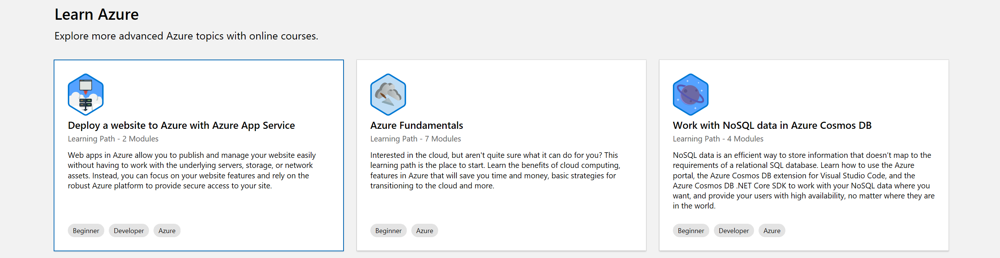 Learn Azure
Explore more advanced Azure topics with online courses.
Deploy a website to Azure with Azure App Service
Learning Path - 2 Modules
Web apps in Azure allow you to publish and manage your website easily
without having to work with the underlying servers, storage, or network
assets. Instead, you can focus on your website features and rely on the
robust Azure platform to provide secure access to your site.
Beginner Developer Azure
Azure Fundamentals
Learning Path - 7 Modules
Interested in the cloud, but aren't quite sure what it can do for you? This
learning path is the place to start. Learn the benefits of cloud computing,
features in Azure that will save you time and money, basic strategies for
transitioning to the cloud and more.
Beginner Azure
Work with NoSQL data in Azure Cosmos DB
Learning Path - 4 Modules
NoSQL data is an efficient way to store information that doesn’t map to the
requirements of a relational SQL database. Learn how to use the Azure
portal, the Azure Cosmos DB extension for Visual Studio Code, and the
Azure Cosmos DB .NET Core SDK to work with your NoSQL data where you
want, and provide your users with high availability, no matter where they are
in the world.
Beginner Developer Azure